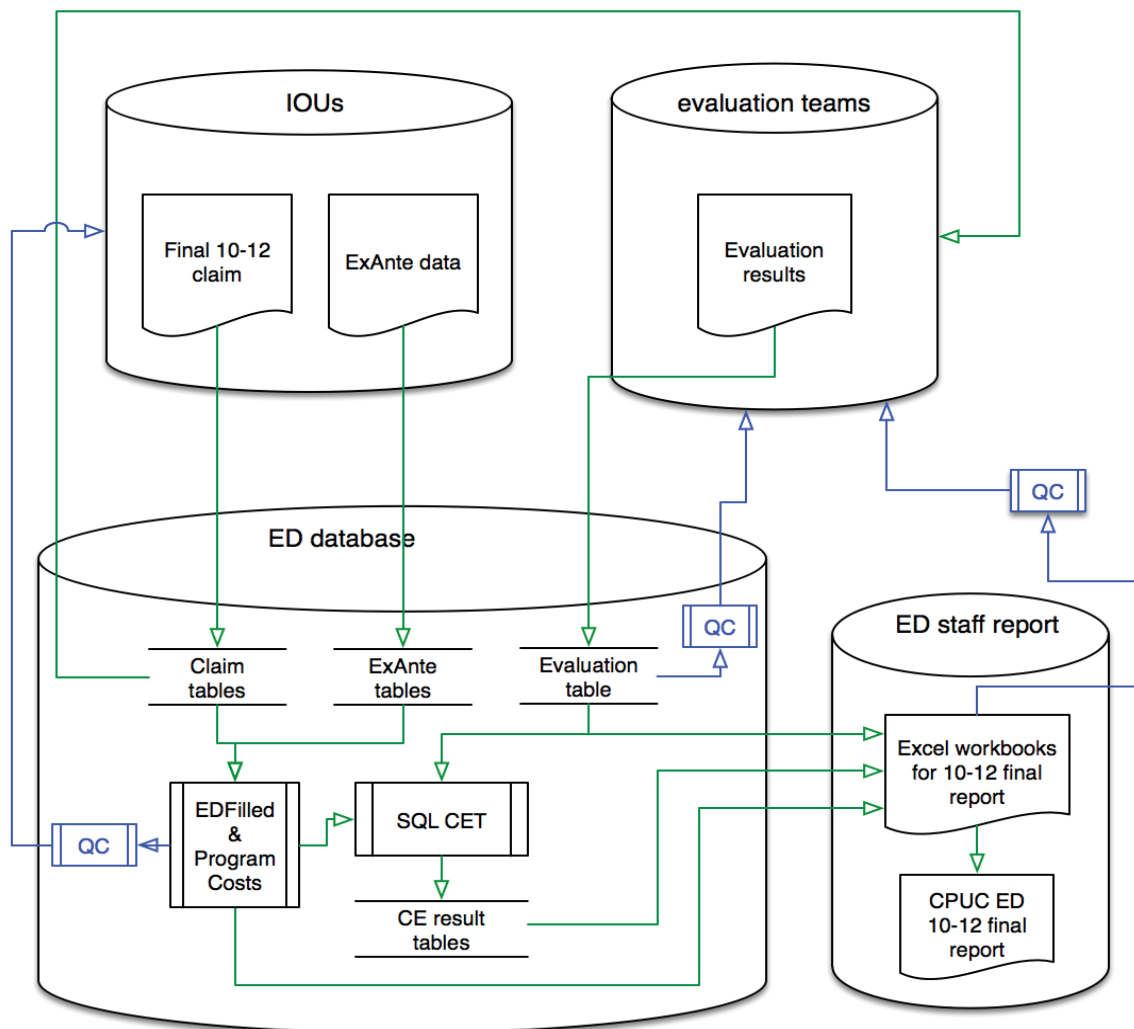 IOUs
evaluation teams
Final 10-12
claim
ExAnte data
Evaluation
results
QC
ED database
QC
ED staff report
Claim
tables
ExAnte
tables
Evaluation
table
Excel workbooks
for 10-12 final
report
EDFilled
&
Program
Costs
SQL CET
QC
CE result
tables
CPUC ED
10-12 final
report